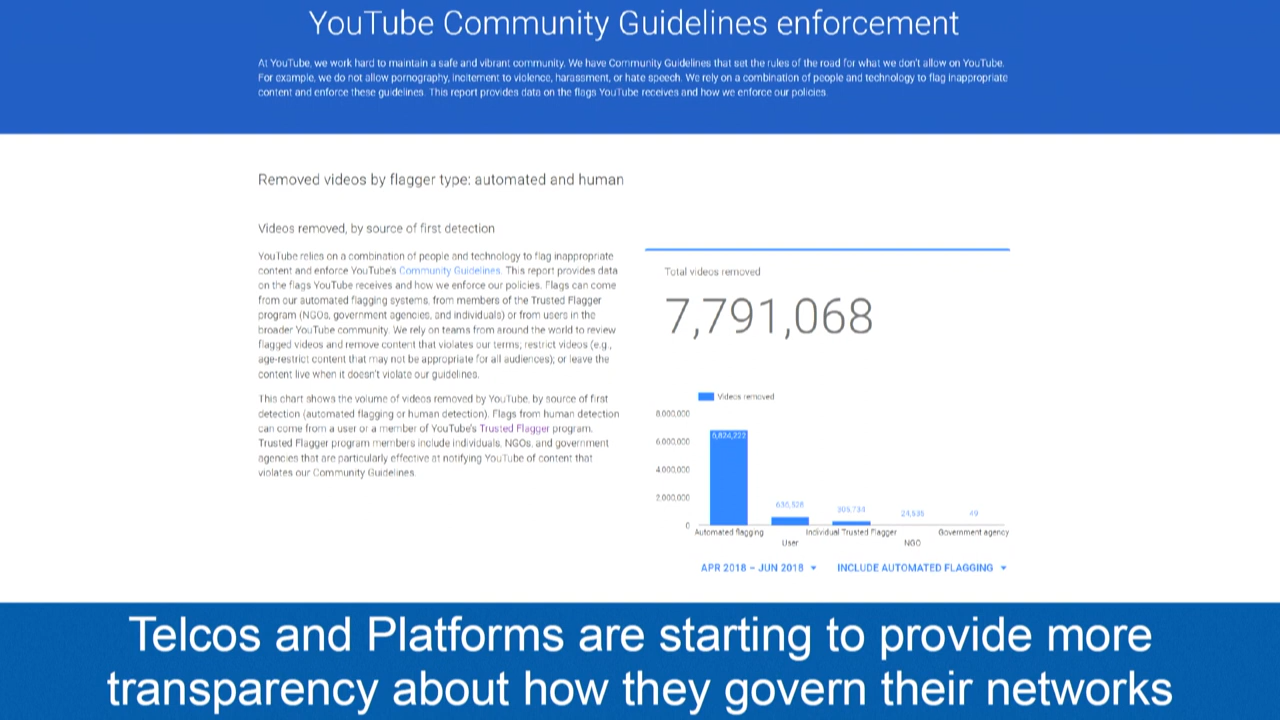 YouTube Community Guidelines enforcement
At YouTube, we work hard to maintain a safe and vibrant community. We have Community Guidelines that set the rules of the road for what we don't allow on YouTube.
For example, we do not allow pornography, incitement to violence, harassment, or hate speech. We rely on a combination of people and technology to flag inappropriate
content and enforce these guidelines. This report provides data on the flags YouTube receives and how we enforce our policies.
Removed videos by flagger type: automated and human
Videos removed, by source of first detection
YouTube relies on a combination of people and technology to flag inappropriate
content and enforce YouTube's Community Guidelines. This report provides data
on the flags YouTube receives and how we enforce our policies. Flags can come
from our automated flagging systems, from members of the Trusted Flagger
program (NGOs, government agencies, and individuals) or from users in the
broader YouTube community. We rely on teams from around the world to review
flagged videos and remove content that violates our terms; restrict videos (e.g.,
age-restrict content that may not be appropriate for all audiences); or leave the
content live when it doesn't violate our guidelines.
This chart shows the volume of videos removed by YouTube, by source of first
detection (automated flagging or human detection). Flags from human detection
can come from a user or a member of YouTube's Trusted Flagger program.
Trusted Flagger program members include individuals, NGOs, and government
agencies that are particularly effective at notifying YouTube of content that
violates our Community Guidelines.
Total videos removed
7,791,068
Videos removed
8,000,000
6,000,000
4,000,000
2,000,000
0
49
Automated flagging
User
Individual Trusted Flagger
NGO
Government agency
APR 2018 – JUN 2018
INCLUDE AUTOMATED FLAGGING
Telcos and Platforms are starting to provide more
transparency about how they govern their networks